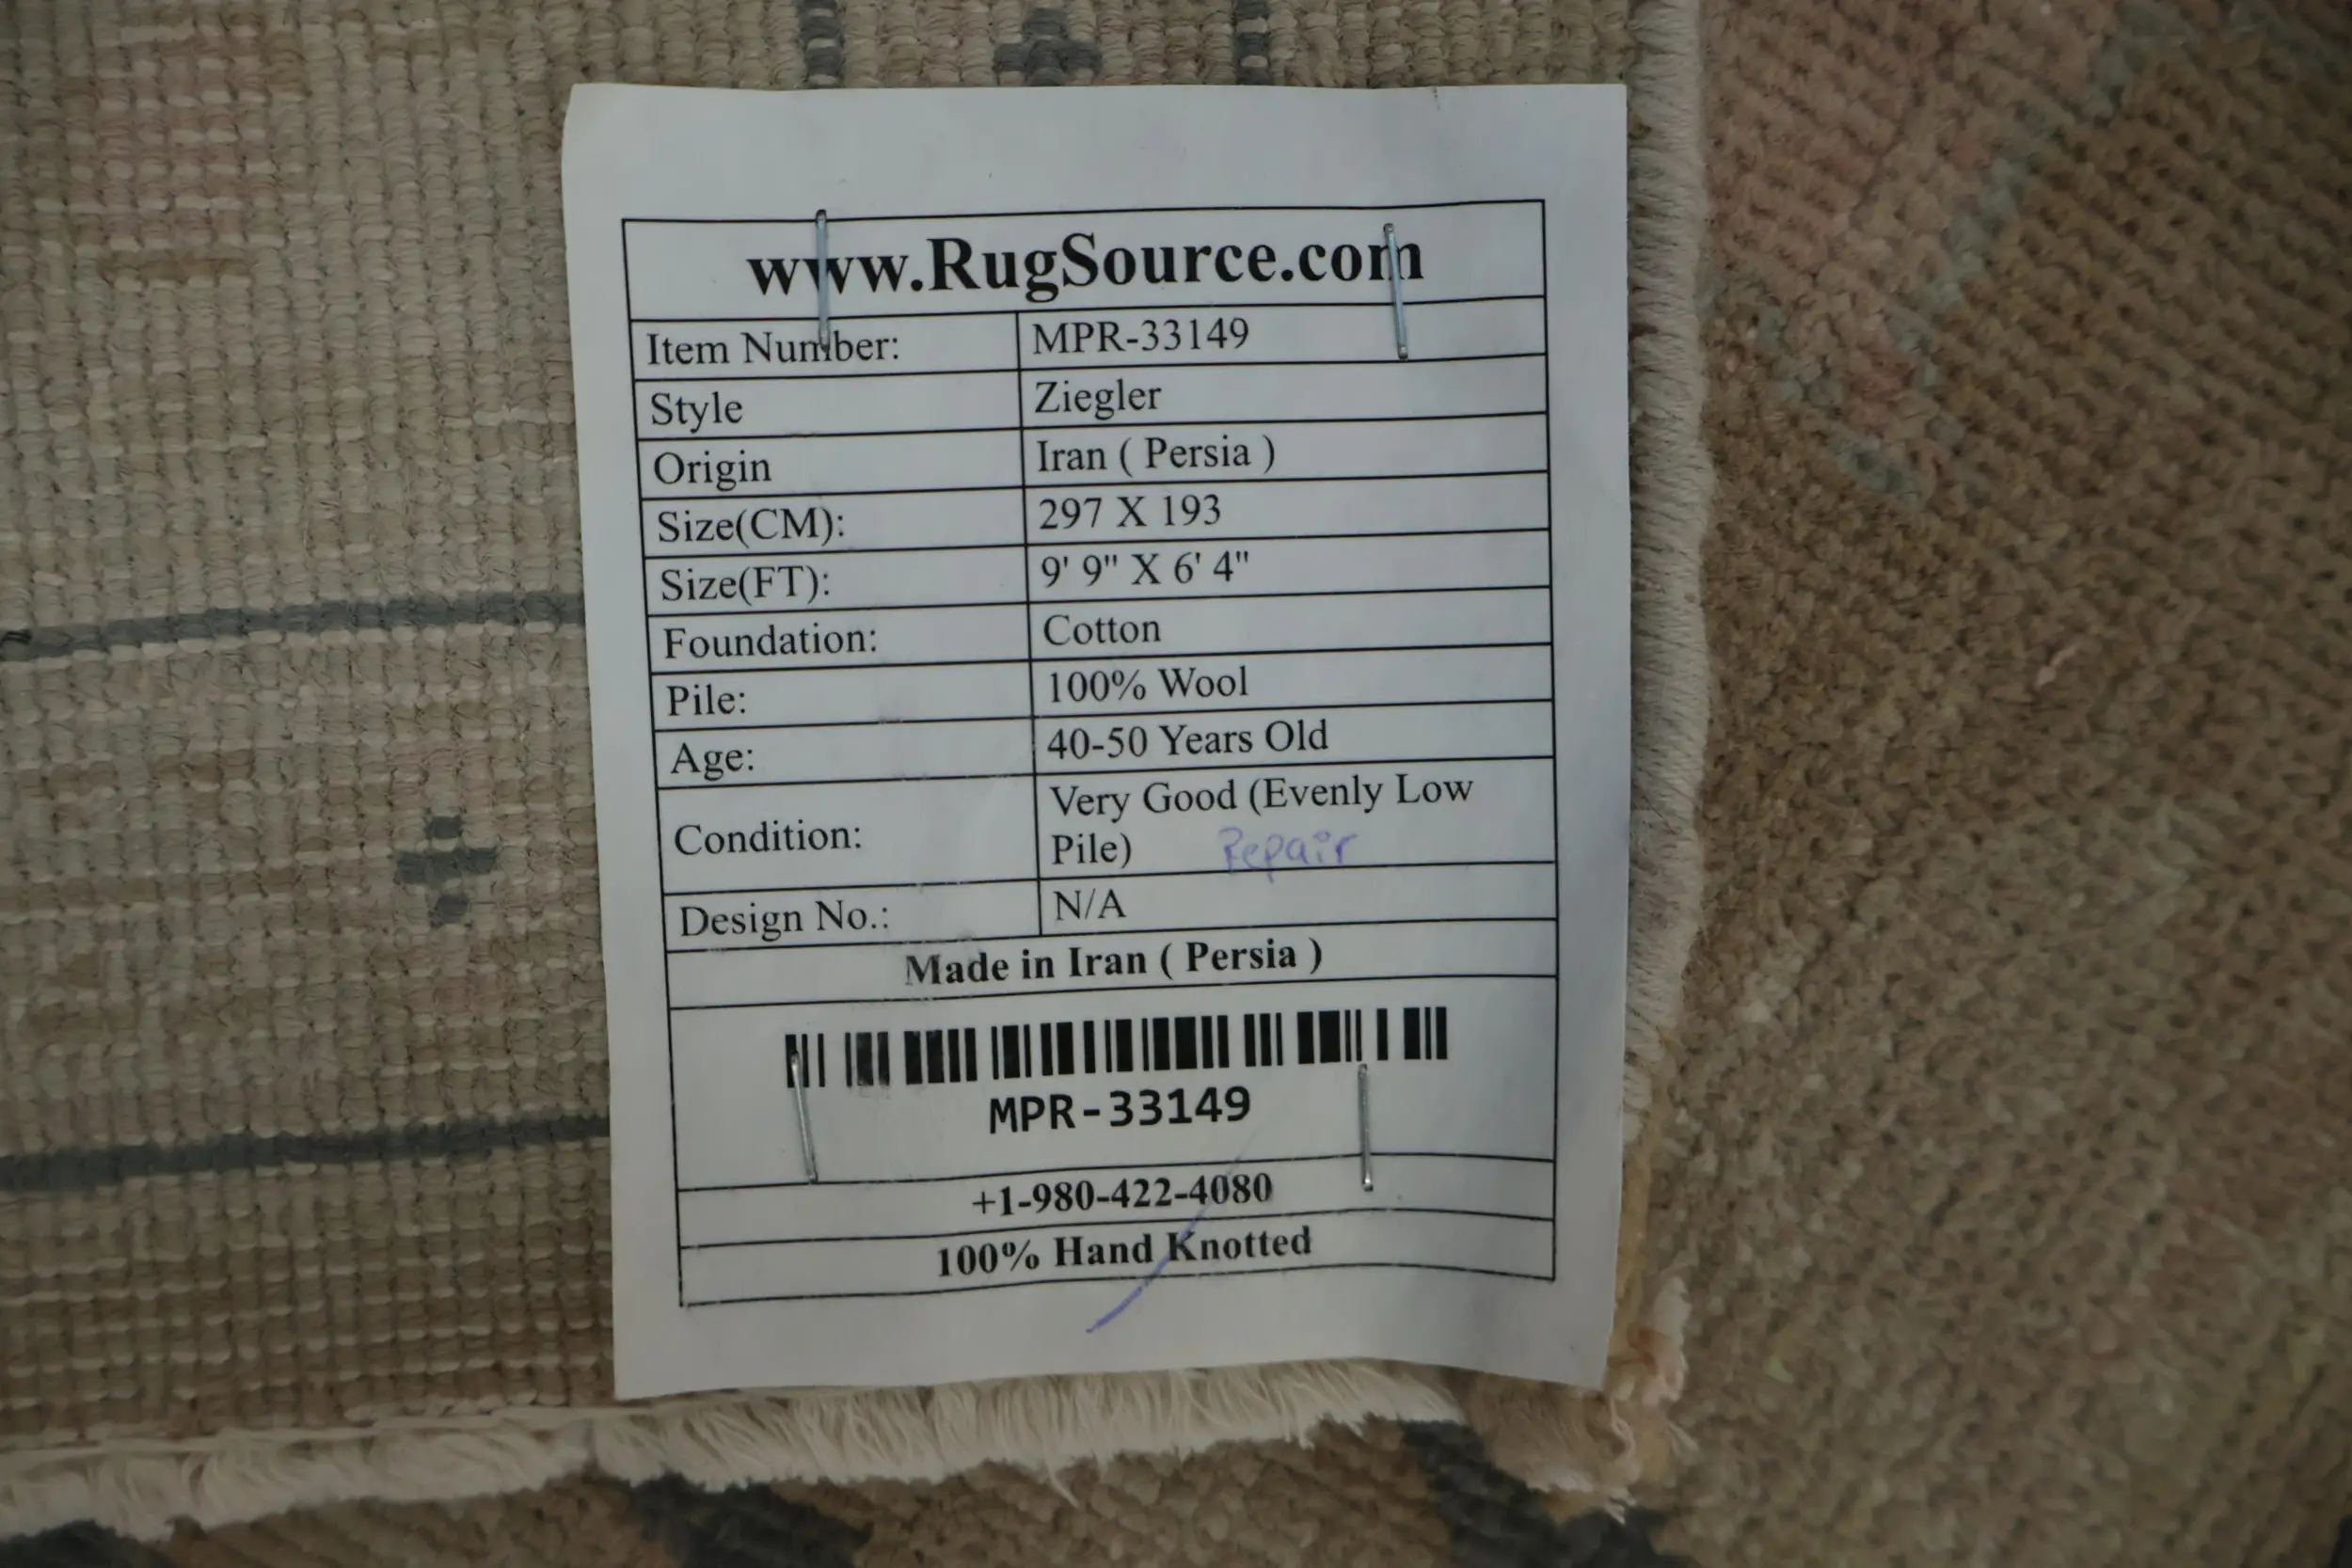 www.RugSource.com
Item Number: MPR-33149
Style Ziegler
Origin Iran ( Persia )
Size(CM): 297 X 193
Size(FT): 9' 9" X 6' 4"
Foundation: Cotton
Pile: 100% Wool
Age: 40-50 Years Old
Condition: Very Good (Evenly Low
Pile) Repair
Design No.: N/A
Made in Iran ( Persia )
MPR-33149
+1-980-422-4080
100% Hand Knotted